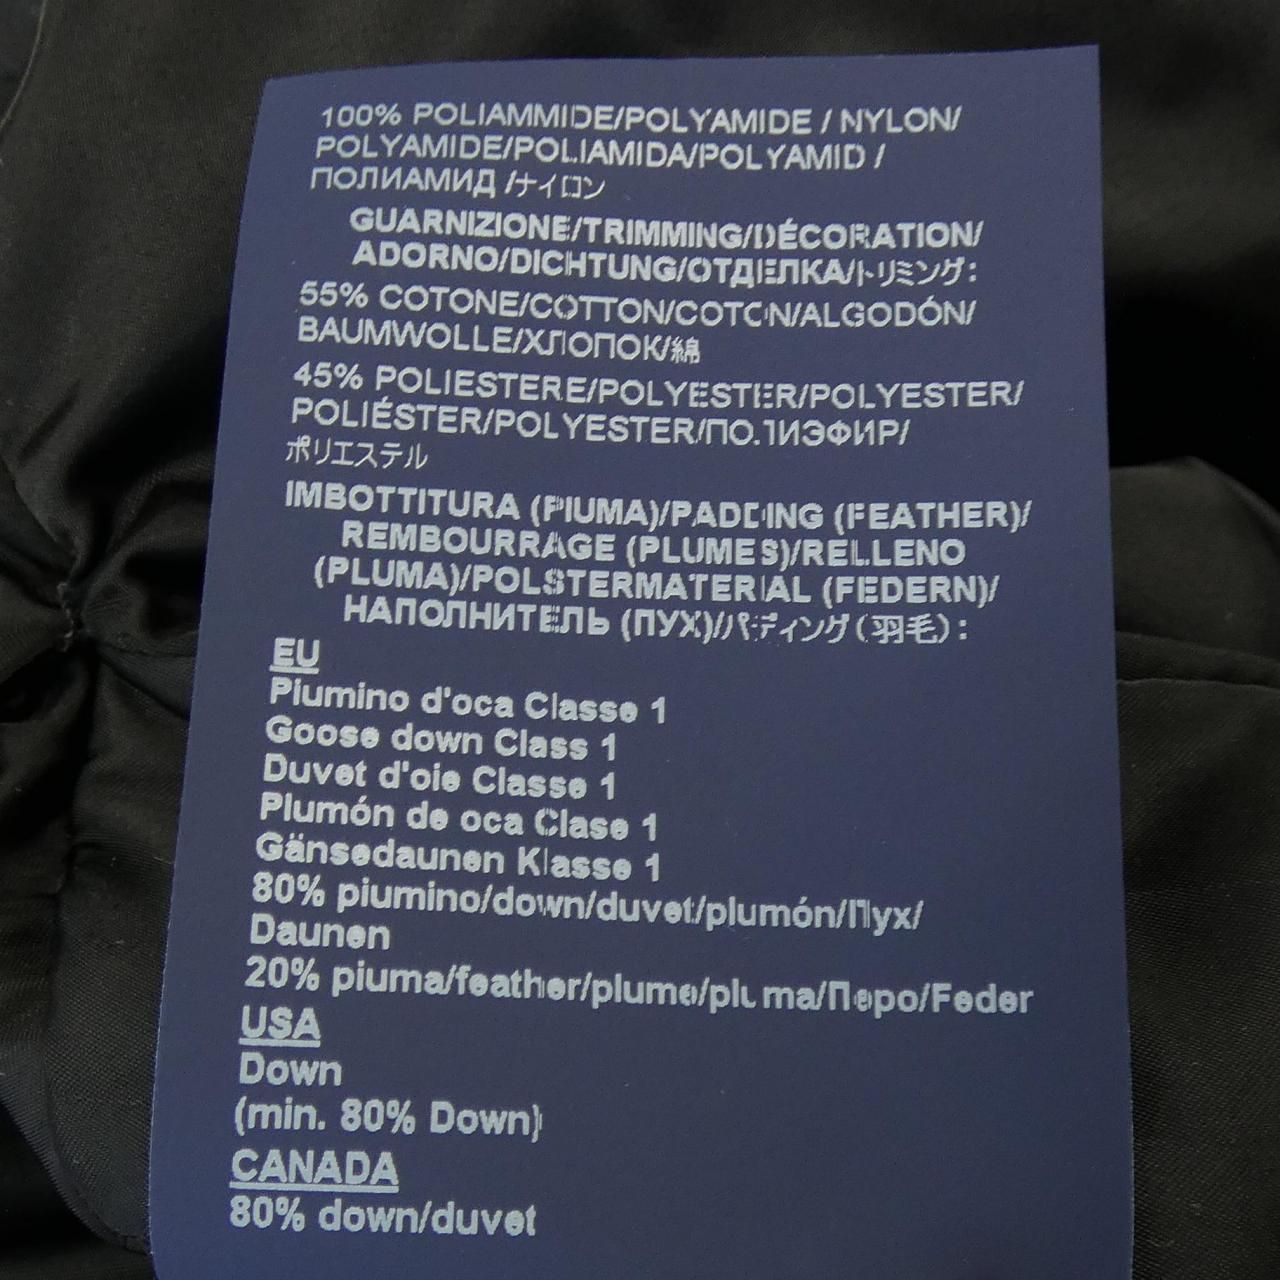 100% POLIAMMIDE/POLYAMIDE / NYLON/
POLYAMIDE/POLIAMIDA/POLYAMID /
ПОЛИАМИД /ナイロン
GUARNIZIONE/TRIMMING/DÉCORATION/
ADORNO/DICHTUNG/ОТДЕЛКА/トリミング:
55% COTONE/COTTON/COTON/ALGODÓN/
BAUMWOLLE/ХЛОПОК/綿
45% POLIESTERE/POLYESTER/POLYESTER/
POLIÉSTER/POLYESTER/ПОЛИЭФИР/
ポリエステル
IMBOTTITURA (PIUMA)/PADDING (FEATHER)/
REMBOURRAGE (PLUMES)/RELLENO
(PLUMA)/POLSTERMATERIAL (FEDERN)/
НАПОЛНИТЕЛЬ (ПУХ)/パディング(羽毛):
EU
Piumino d'oca Classe 1
Goose down Class 1
Duvet d'oie Classe 1
Plumón de oca Clase 1
Gänsedaunen Klasse 1
80% piumino/down/duvet/plumón/Пух/
Daunen
20% piuma/feather/plume/pluma/Перо/Feder
USA
Down
(min. 80% Down)
CANADA
80% down/duvet